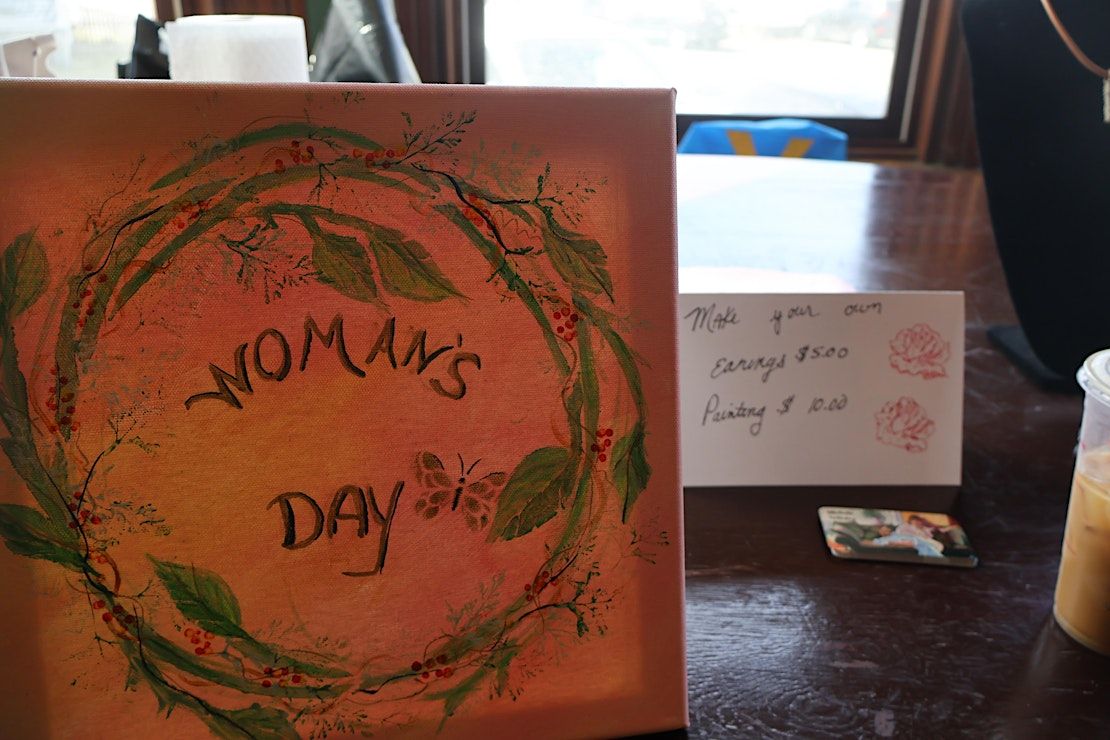 WOMAN'S
DAY
Make your own
Earings $5.00
Painting $ 10.00